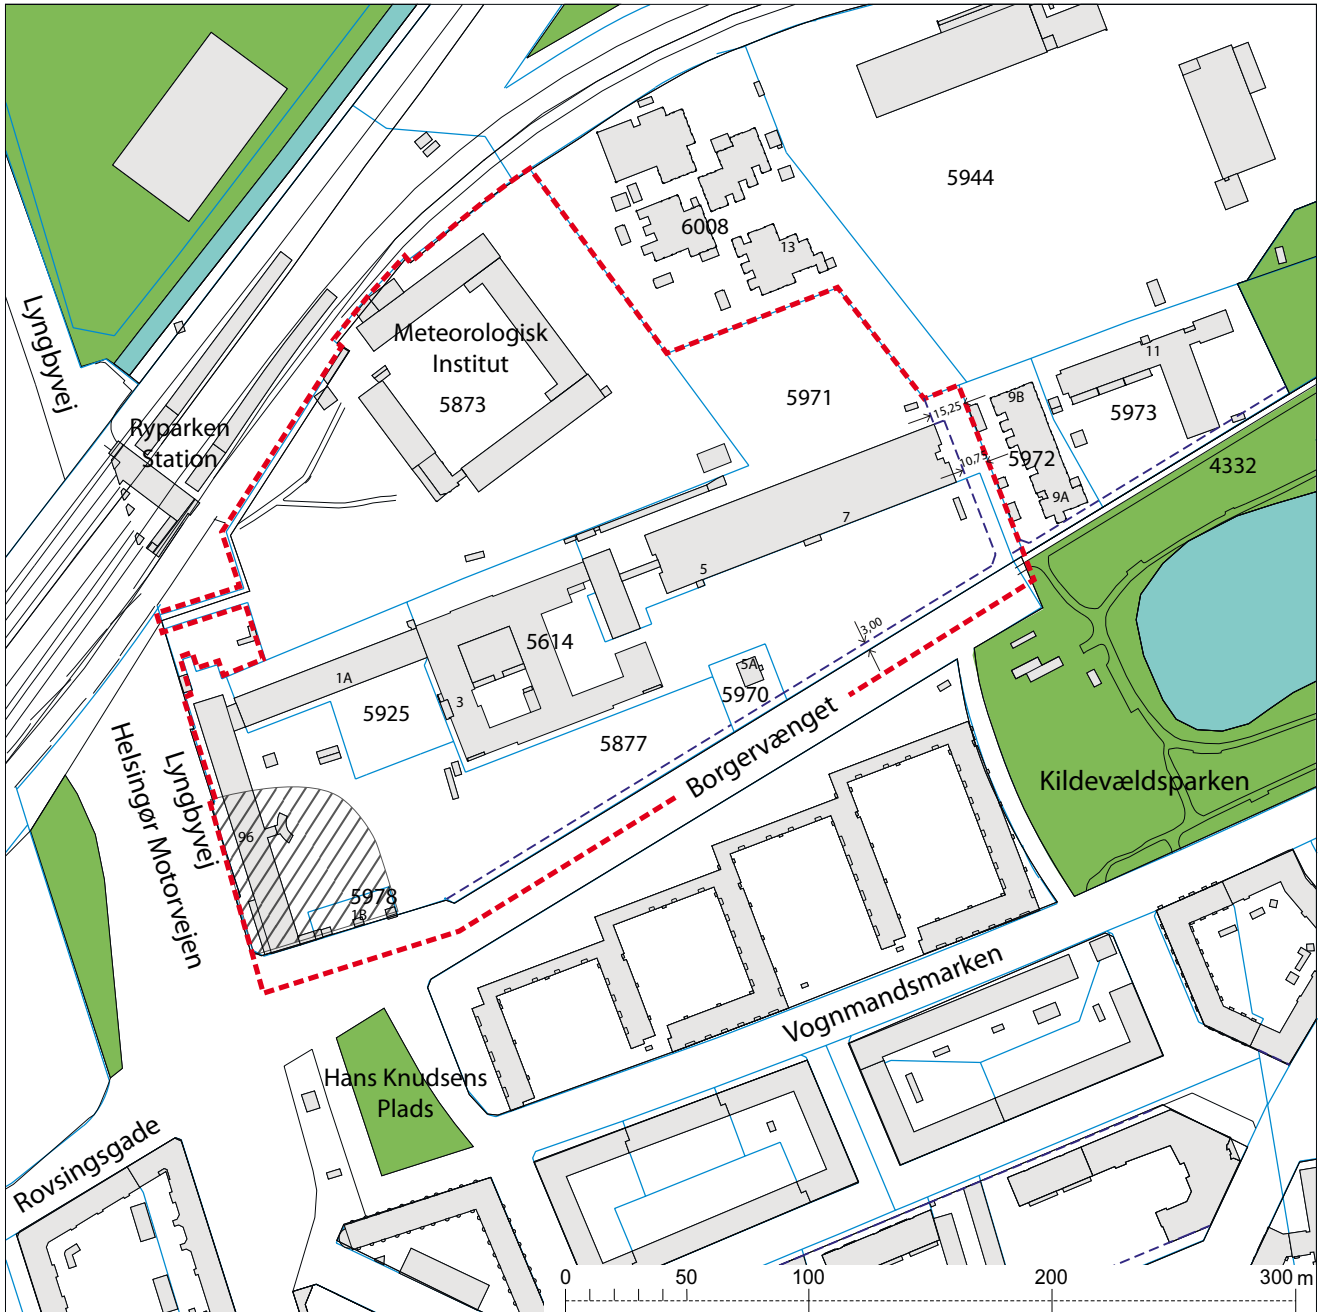 5944
6008
13
Lyngbyvej
Meteorologisk
Institut
5873
5971
11
9B
15,25
5973
Ryparken
Station
10,75
5972
4332
9A
7
5
3,00
5614
1A
5A
3
5970
5925
5877
Borgervænget
Lyngbyvej
Helsingør Motorvejen
Kildevældsparken
96
5978
1B
Vognmandsmarken
Hans Knudsens
Plads
Rovsingsgade
0 50 100 200 300 m